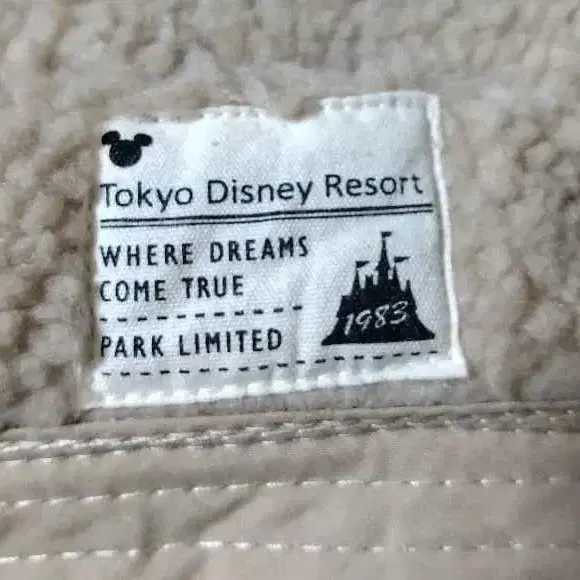 Tokyo Disney Resort
WHERE DREAMS
COME TRUE
1983
PARK LIMITED